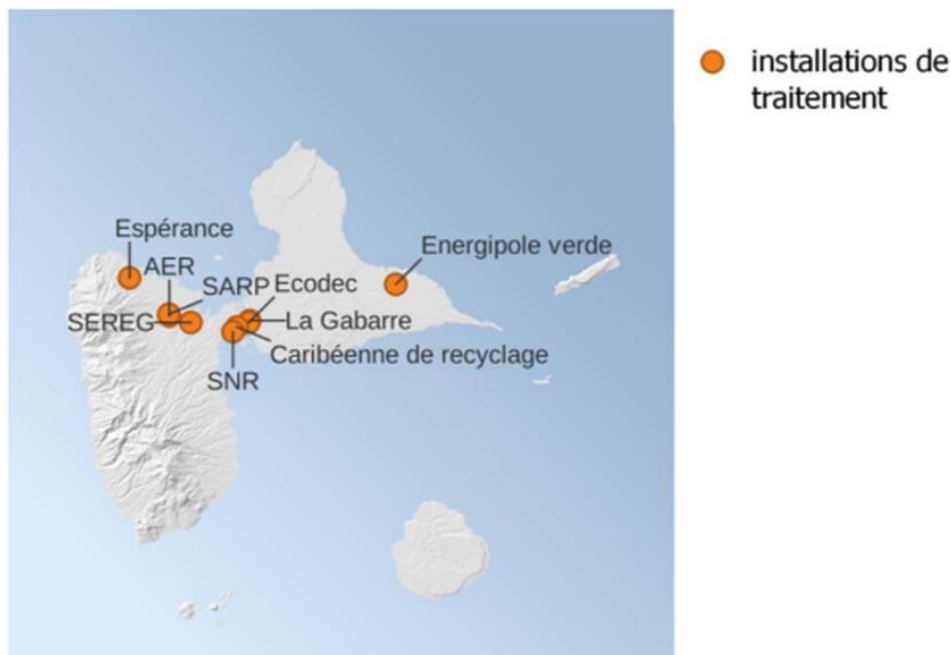 installations de
traitement
Espérance
AER
SARP
Ecodec
Energipole verde
SEREG
La Gabarre
Caribéenne de recyclage
SNR